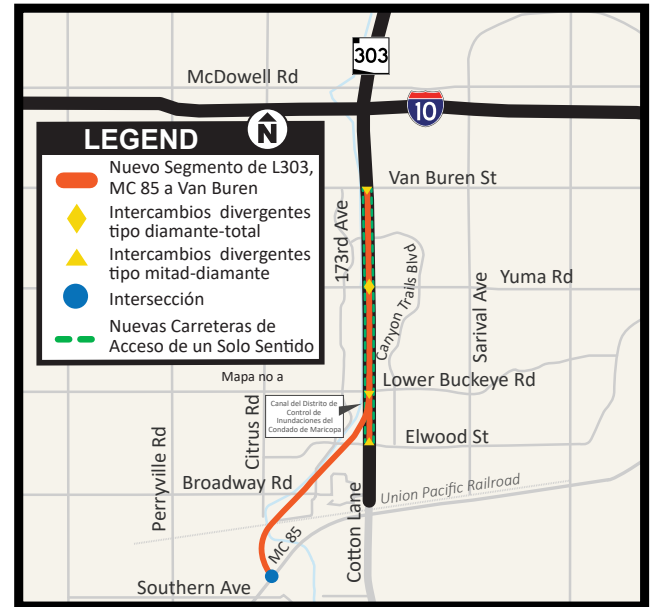 303
McDowell Rd
10
LEGEND
N
Nuevo Segmento de L303,
MC 85 a Van Buren
Intercambios divergentes
tipo diamante-total
Intercambios divergentes
tipo mitad-diamante
Intersección
Nuevas Carreteras de
Acceso de un Solo Sentido
Mapa no a
Van Buren St
173rd Ave
Canyon Trails Blvd
Yuma Rd
Sarival Ave
Lower Buckeye Rd
Canal del Distrito de
Control de
Inundaciones del
Condado de Maricopa
Citrus Rd
Elwood St
Perryville Rd
Broadway Rd
Union Pacific Railroad
Cotton Lane
MC 85
Southern Ave